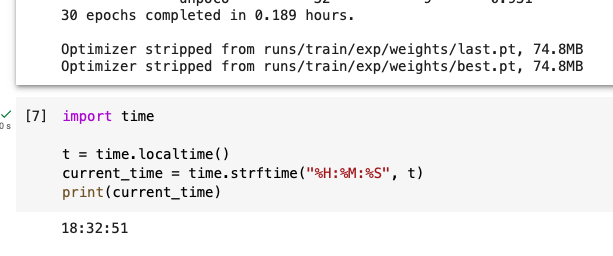 30 epochs completed in 0.189 hours.
Optimizer stripped from runs/train/exp/weights/last.pt, 74.8MB
Optimizer stripped from runs/train/exp/weights/best.pt, 74.8MB
[7] import time
0 s
t = time.localtime()
current_time = time.strftime("%H:%M:%S", t)
print(current_time)
18:32:51